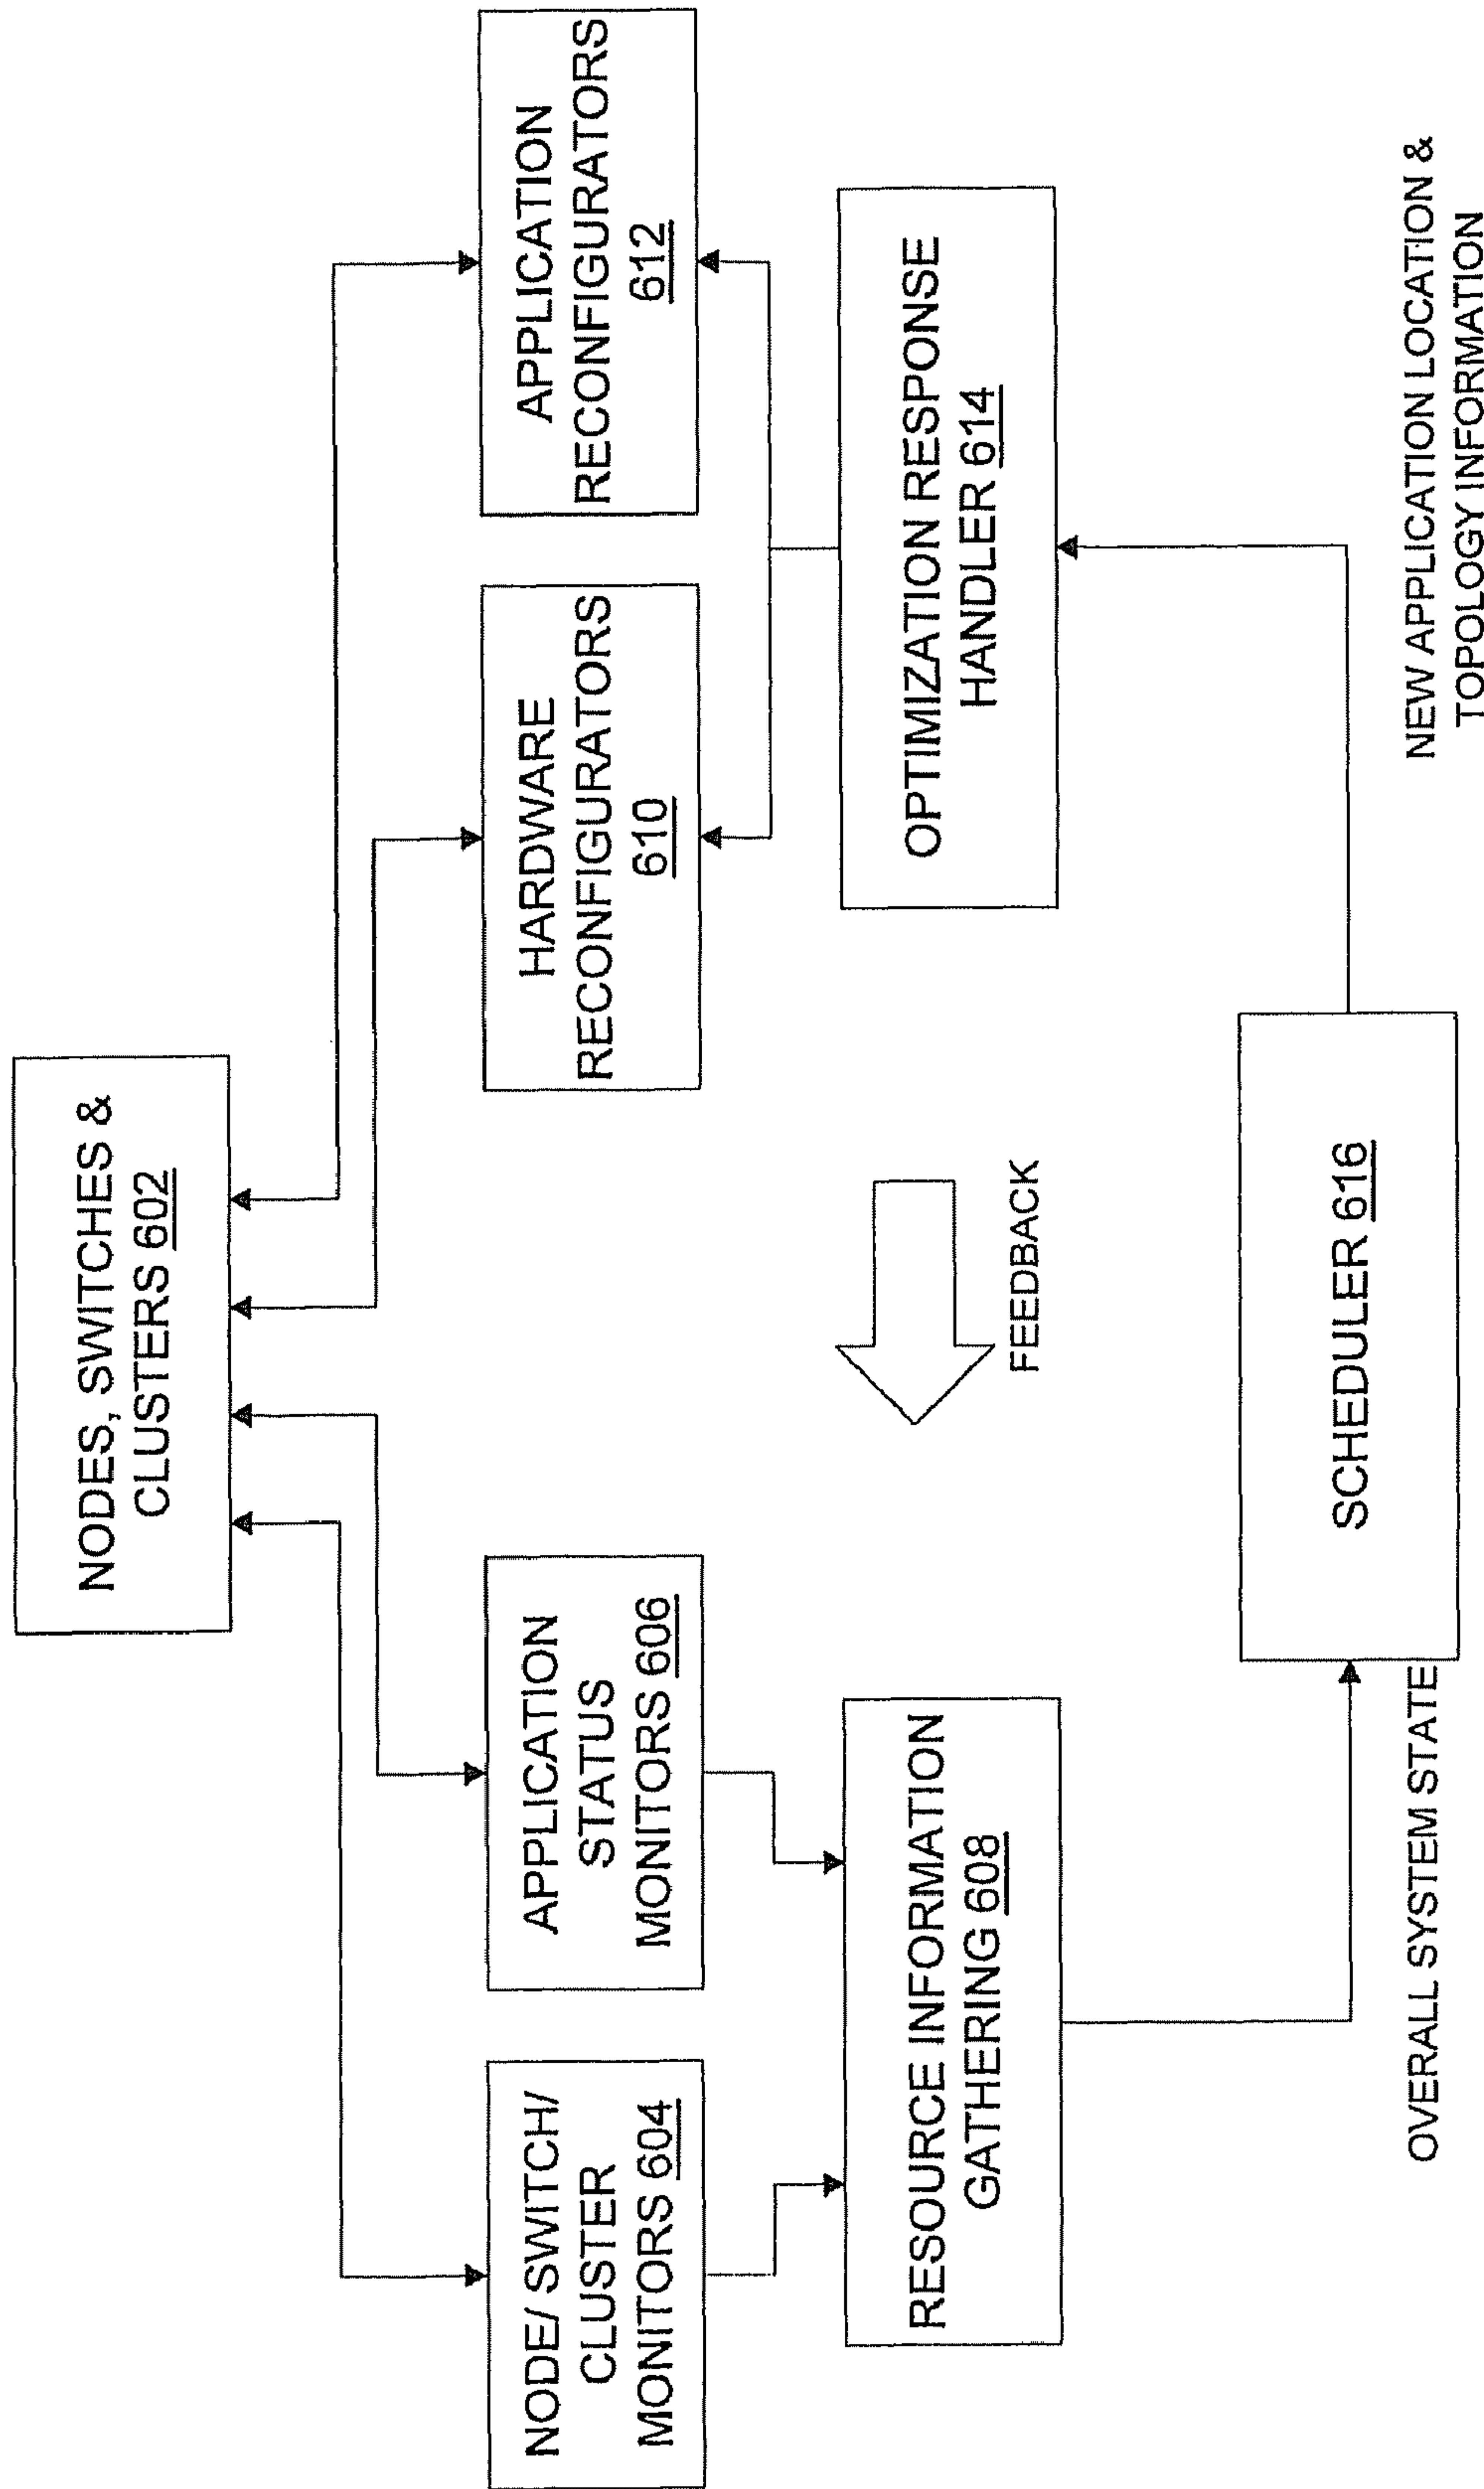 NODES, SWITCHES &
CLUSTERS 602
NODE/ SWITCH/
CLUSTER
MONITORS 604
APPLICATION
STATUS
MONITORS 606
HARDWARE
RECONFIGURATORS
610
APPLICATION
RECONFIGURATORS
612
RESOURCE INFORMATION
GATHERING 608
FEEDBACK
OPTIMIZATION RESPONSE
HANDLER 614
SCHEDULER 616
OVERALL SYSTEM STATE
NEW APPLICATION LOCATION &
TOPOLOGY INFORMATION